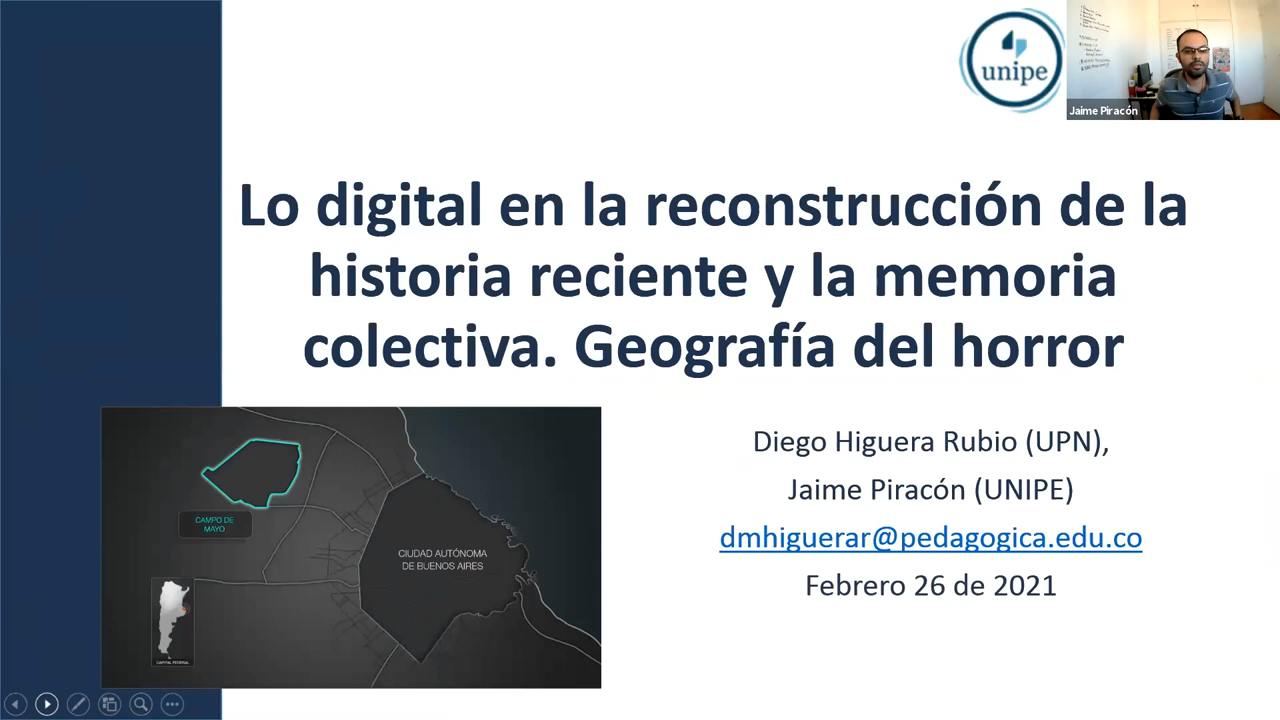 unipe
Jaime Piracón
Lo digital en la reconstrucción de la
historia reciente y la memoria
colectiva. Geografía del horror
CAMPO DE
MAYO
CIUDAD AUTÓNOMA
DE BUENOS AIRES
CAPITAL FEDERAL
Diego Higuera Rubio (UPN),
Jaime Piracón (UNIPE)
dmhiguerar@pedagogica.edu.co
Febrero 26 de 2021